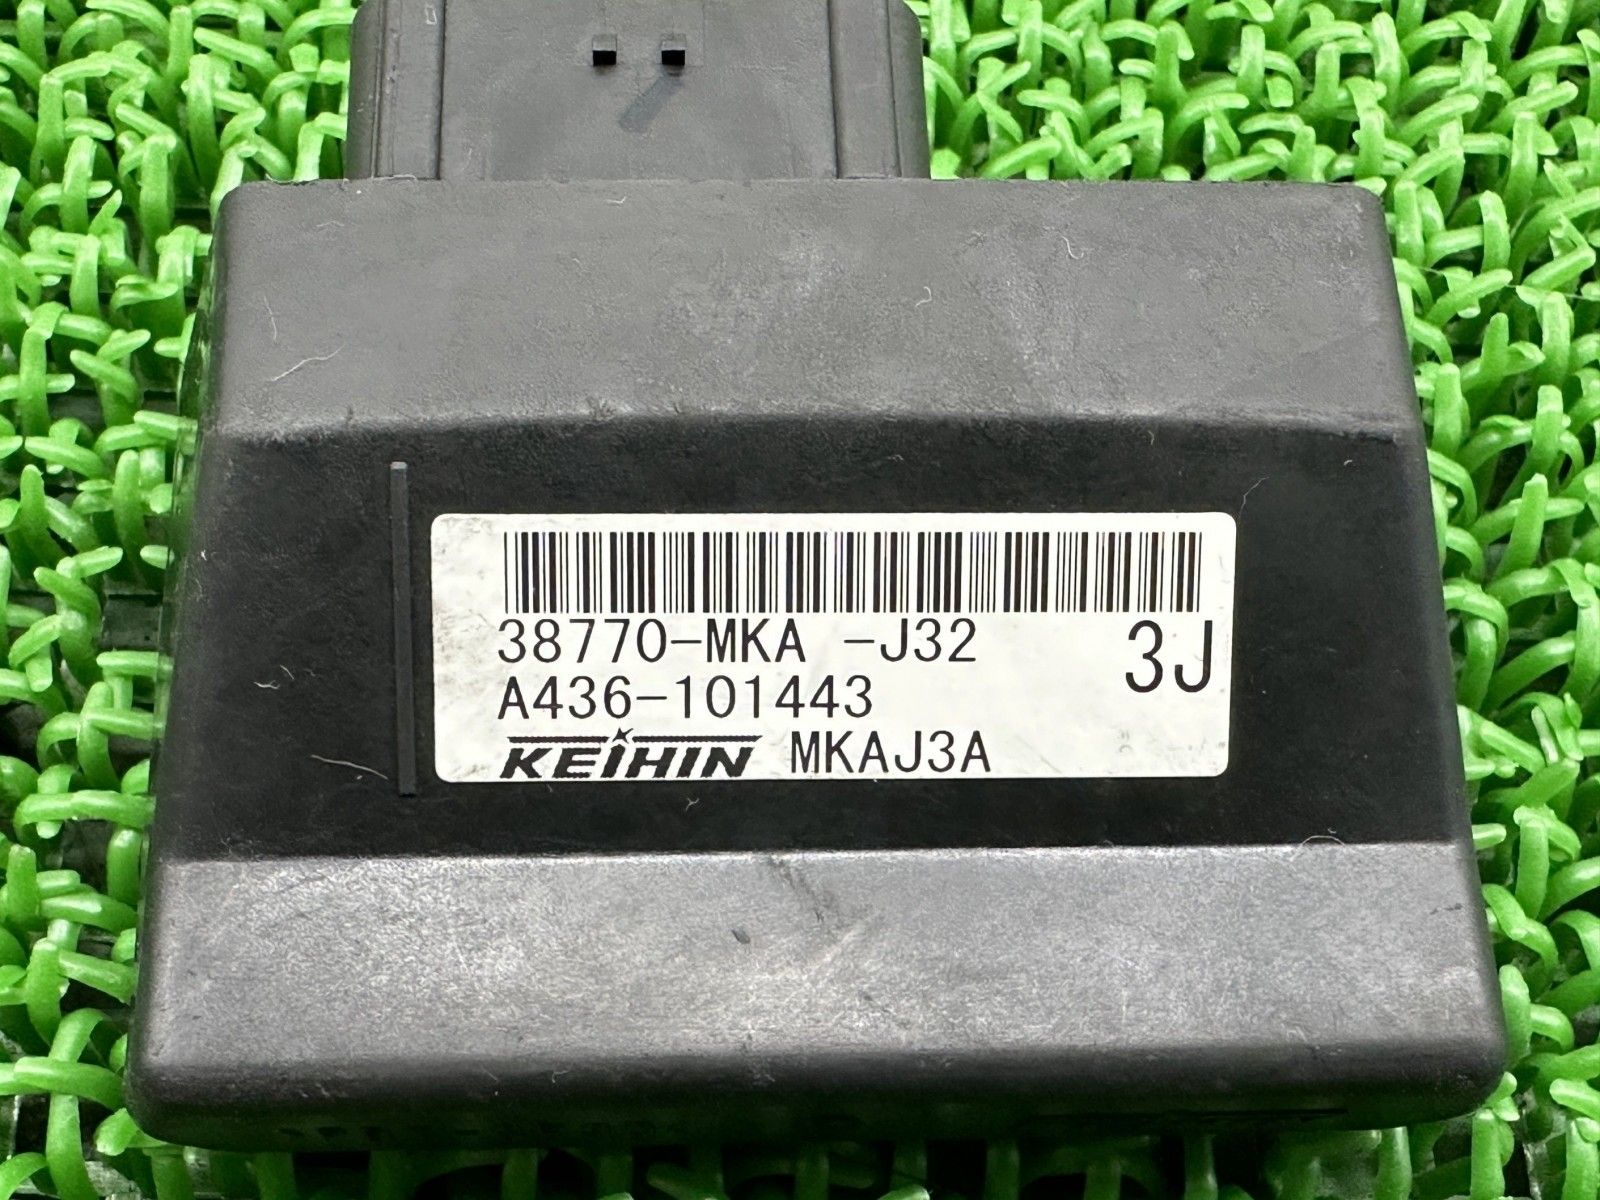 38770-MKA -J32
3J
A436-101443
KEIHIN MKAJ3A